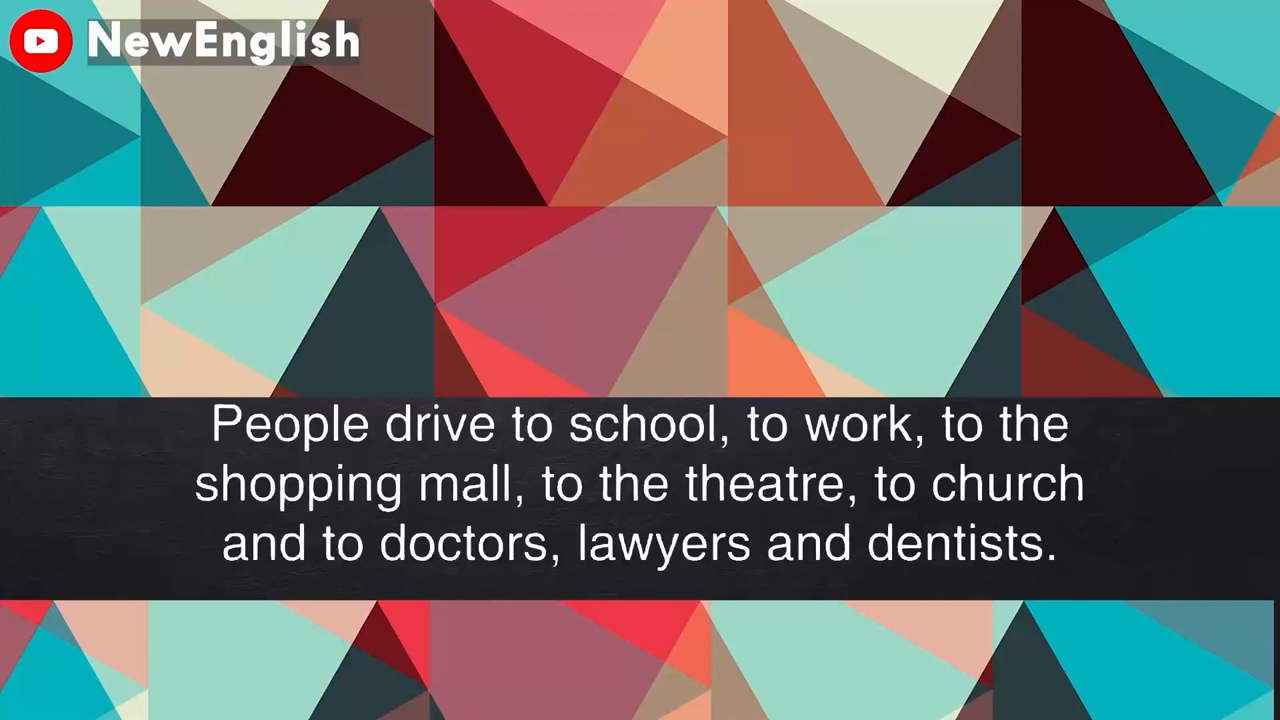 NewEnglish
People drive to school, to work, to the
shopping mall, to the theatre, to church
and to doctors, lawyers and dentists.